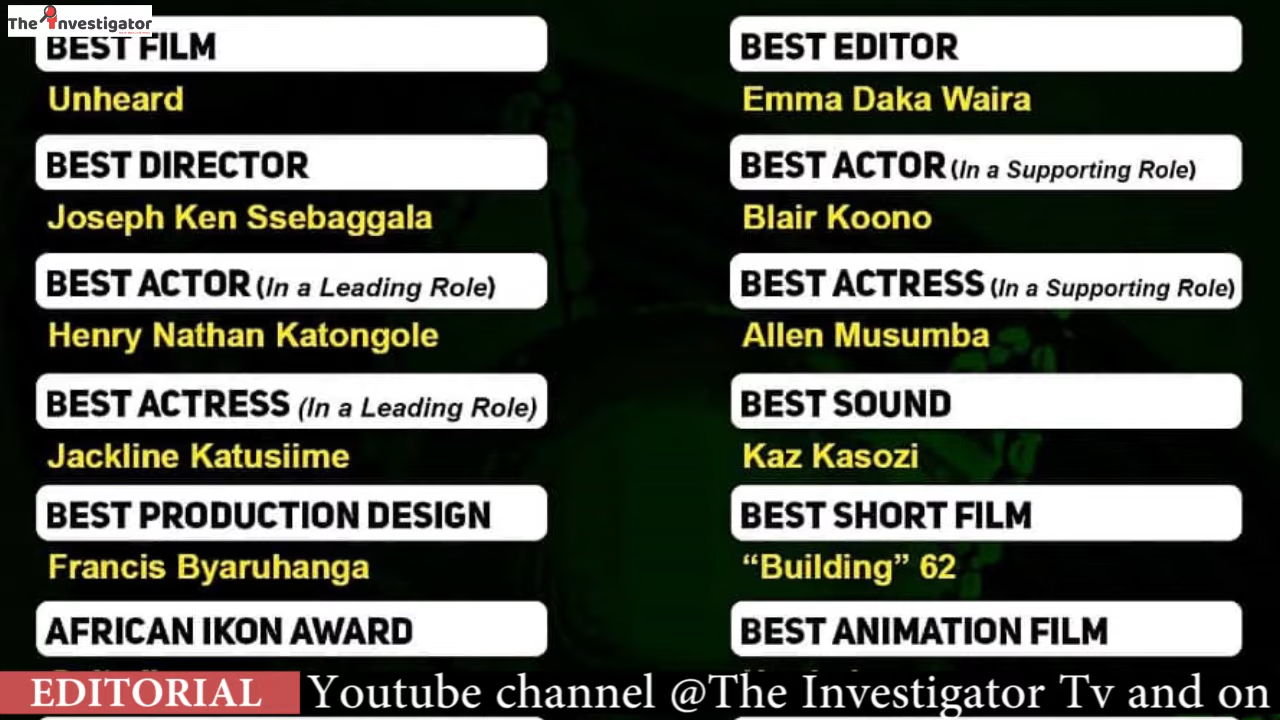 The Investigator
BEST FILM
Unheard
BEST DIRECTOR
Joseph Ken Ssebaggala
BEST ACTOR (In a Leading Role)
Henry Nathan Katongole
BEST ACTRESS (In a Leading Role)
Jackline Katusiime
BEST PRODUCTION DESIGN
Francis Byaruhanga
AFRICAN IKON AWARD
BEST EDITOR
Emma Daka Waira
BEST ACTOR (In a Supporting Role)
Blair Koono
BEST ACTRESS (In a Supporting Role)
Allen Musumba
BEST SOUND
Kaz Kasozi
BEST SHORT FILM
“Building” 62
BEST ANIMATION FILM
EDITORIAL Youtube channel @The Investigator Tv and on